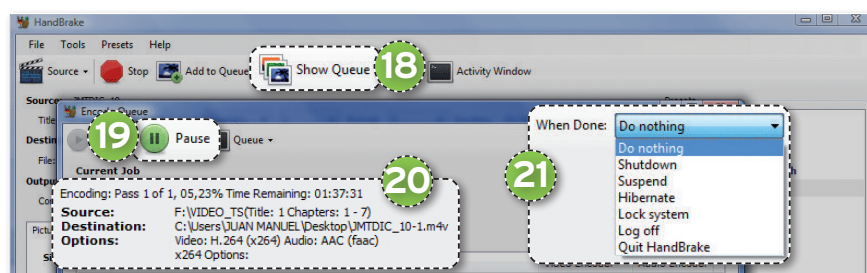 HandBrake
File Tools Presets Help
Source Stop Add to Queue Show Queue 18 Activity Window
Source JMTDIC_10
Encode Queue
19 Pause Queue
Current Job
20
Encoding: Pass 1 of 1, 05,23% Time Remaining: 01:37:31
Source: F:\VIDEO_TS(Title: 1 Chapters: 1 - 7)
Destination: C:\Users\JUAN MANUEL\Desktop\JMTDIC_10-1.m4v
Options: Video: H.264 (x264) Audio: AAC (faac)
x264 Options:
When Done: Do nothing
Do nothing
21
Shutdown
Suspend
Hibernate
Lock system
Log off
Quit HandBrake